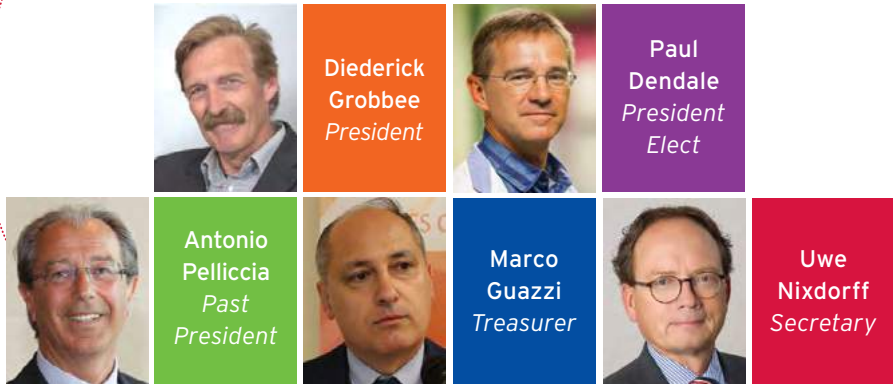 Diederick
Grobbee
President
Paul
Dendale
President
Elect
Antonio
Pelliccia
Past
President
Marco
Guazzi
Treasurer
Uwe
Nixdorff
Secretary